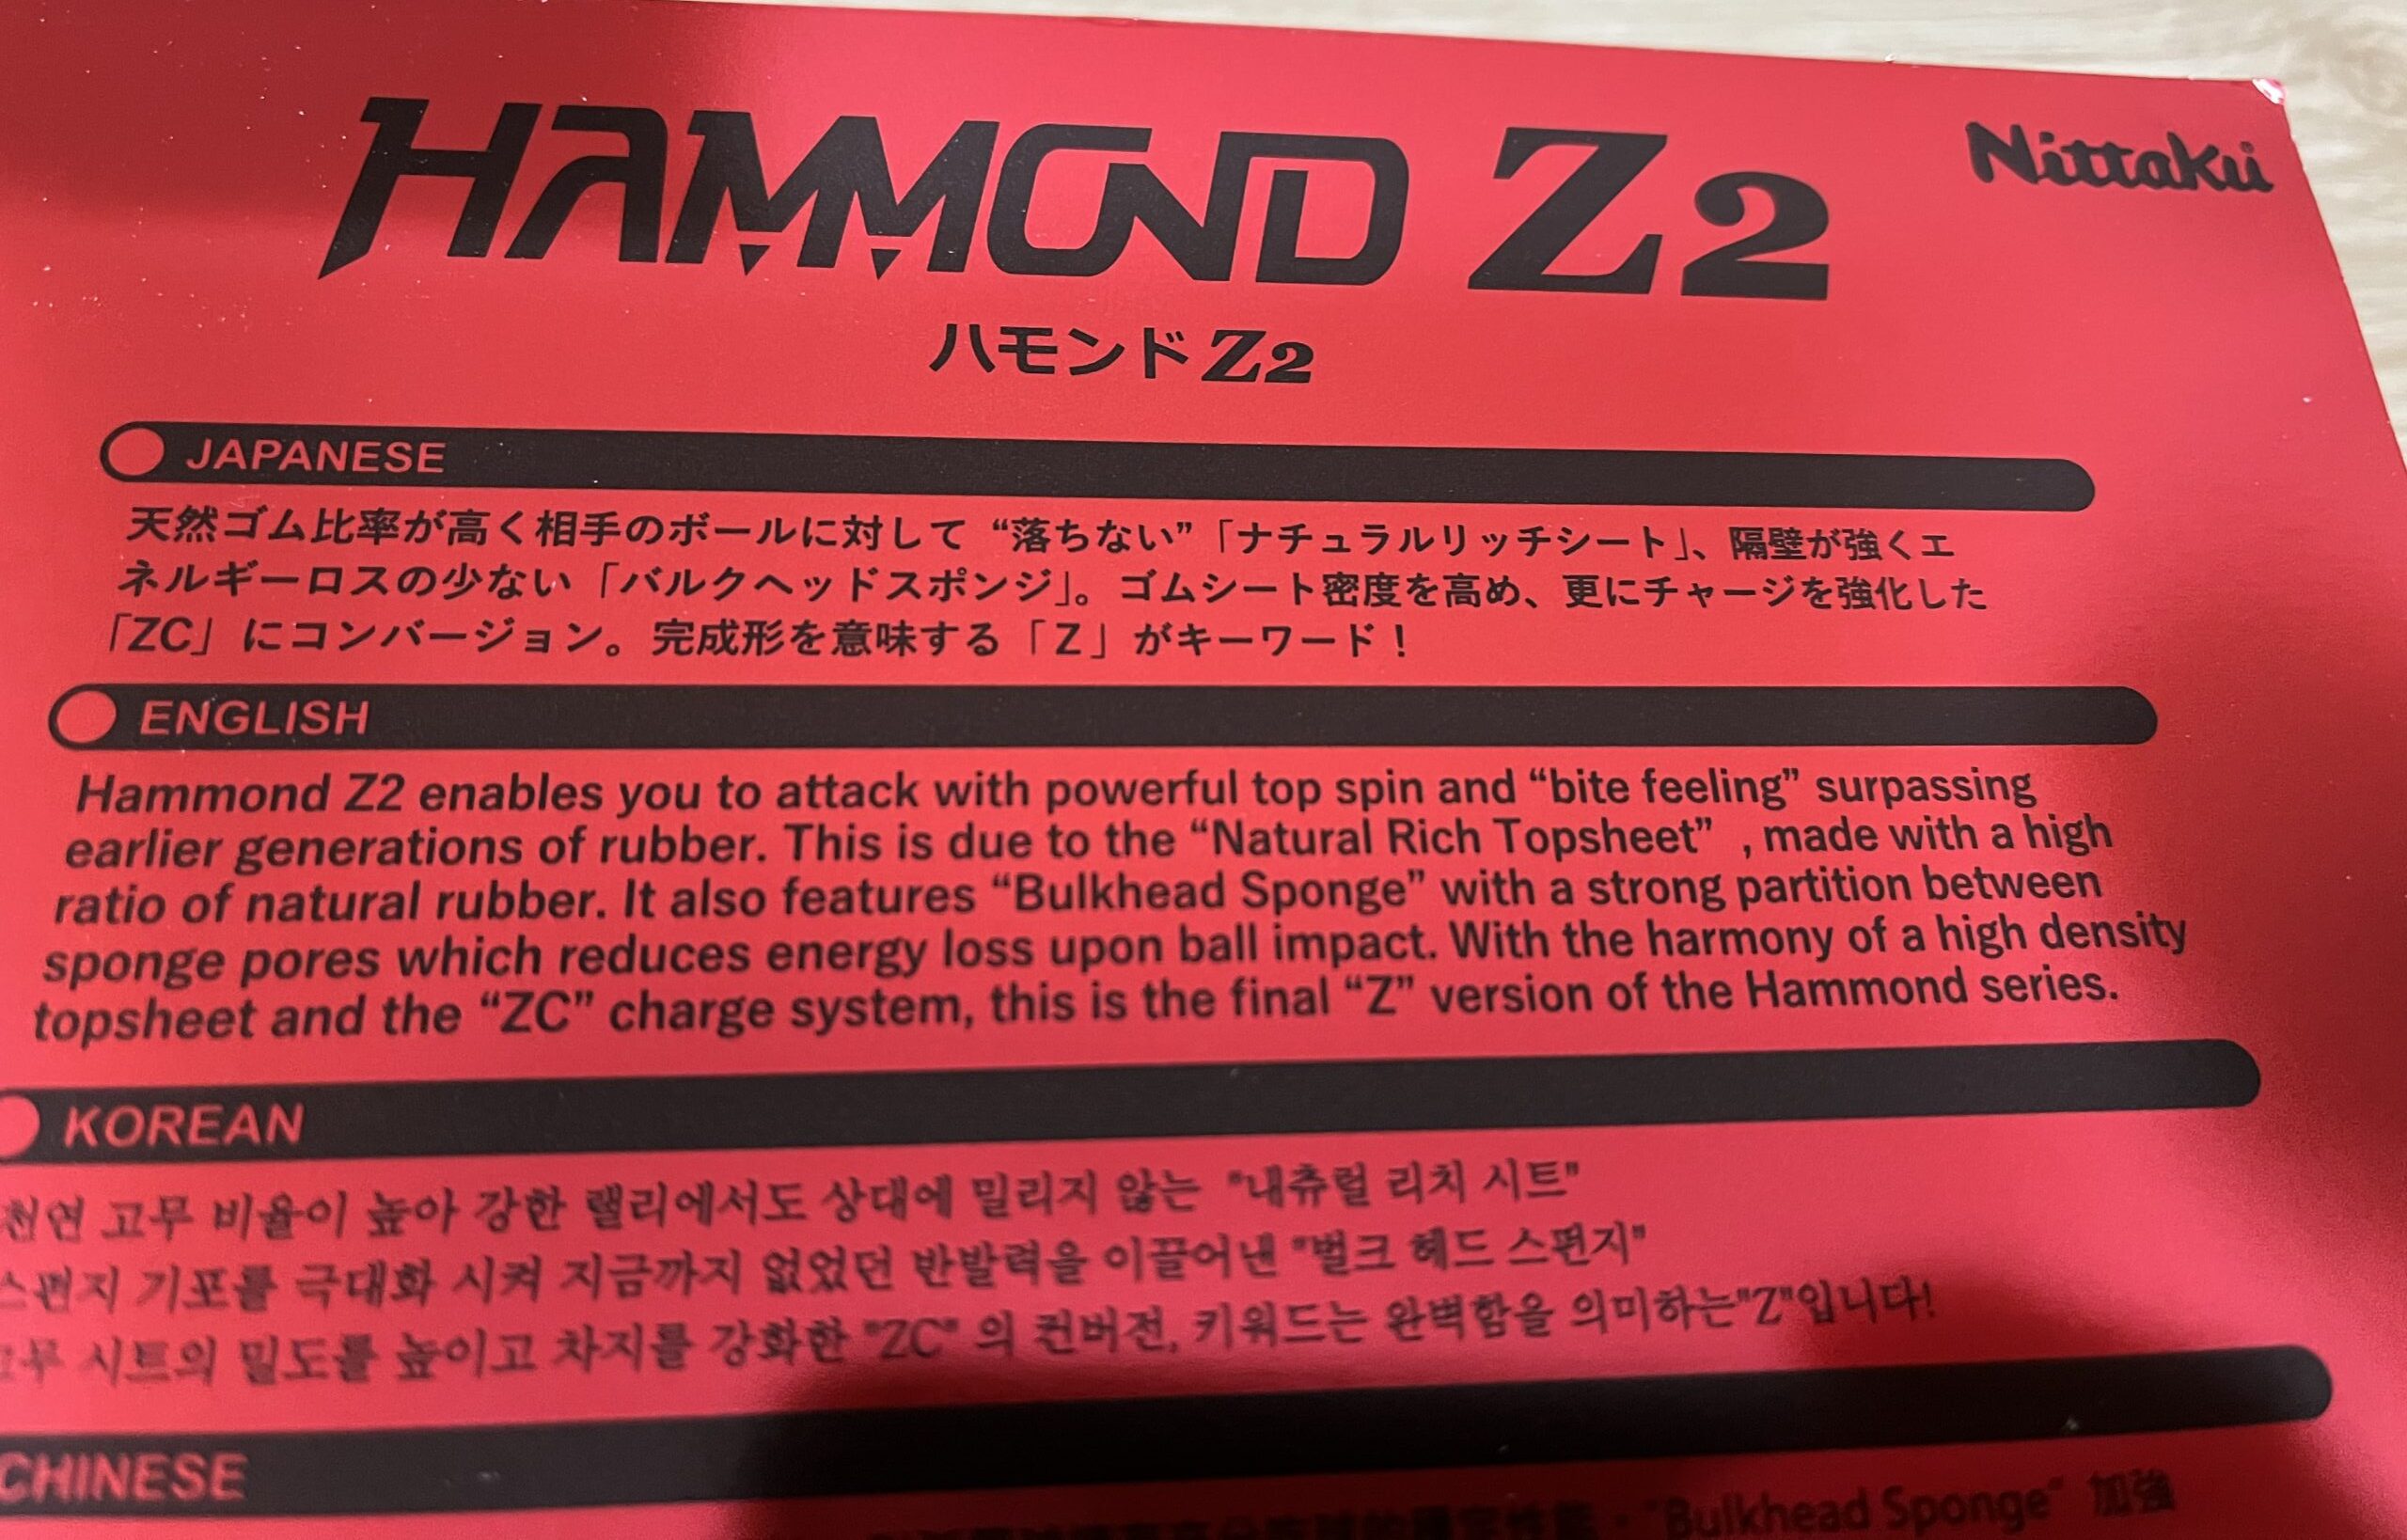 HAMMOND Z2
Nittaku
ハモンド Z2
JAPANESE
天然ゴム比率が高く相手のボールに対して “落ちない”「ナチュラルリッチシート」、隔壁が強くエ
ネルギーロスの少ない「バルクヘッドスポンジ」。ゴムシート密度を高め、更にチャージを強化した
「ZC」にコンバージョン。完成形を意味する「Z」がキーワード！
ENGLISH
Hammond Z2 enables you to attack with powerful top spin and “bite feeling” surpassing
earlier generations of rubber. This is due to the “Natural Rich Topsheet” , made with a high
ratio of natural rubber. It also features “Bulkhead Sponge” with a strong partition between
sponge pores which reduces energy loss upon ball impact. With the harmony of a high density
topsheet and the “ZC” charge system, this is the final “Z” version of the Hammond series.
KOREAN
천연 고무 비율이 높아 강한 랠리에서도 상대에 밀리지 않는 "내츄럴 리치 시트"
스펀지 기포를 극대화 시켜 지금까지 없었던 반발력을 이끌어낸 "벌크 헤드 스펀지"
고무 시트의 밀도를 높이고 차지를 강화한 "ZC" 의 컨버전, 키워드는 완벽함을 의미하는"Z"입니다!
CHINESE
“Bulkhead Sponge” 加強